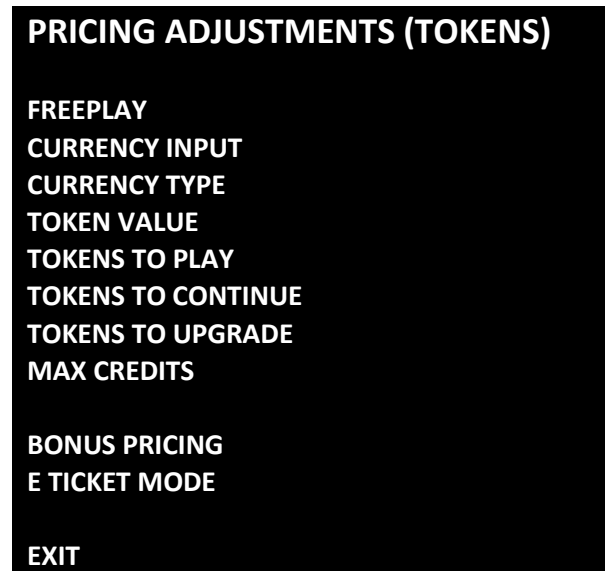 PRICING ADJUSTMENTS (TOKENS)
FREEPLAY
CURRENCY INPUT
CURRENCY TYPE
TOKEN VALUE
TOKENS TO PLAY
TOKENS TO CONTINUE
TOKENS TO UPGRADE
MAX CREDITS
BONUS PRICING
E TICKET MODE
EXIT